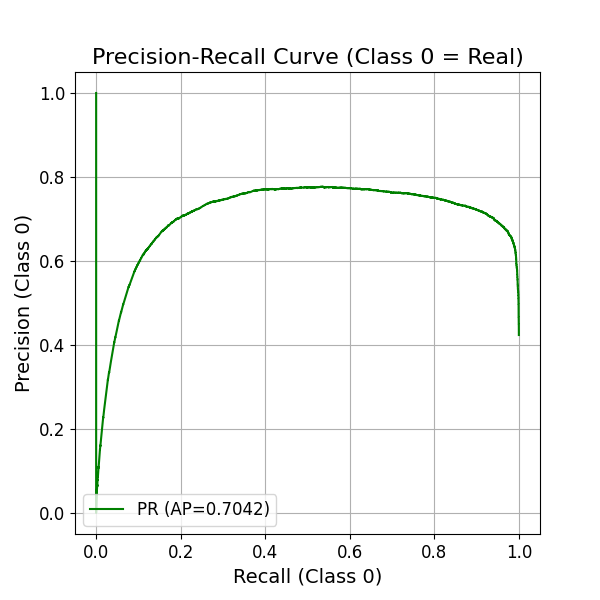 Precision-Recall Curve (Class 0 = Real)
Precision (Class 0)
1.0
0.8
0.6
0.4
0.2
0.0
PR (AP=0.7042)
0.0 0.2 0.4 0.6 0.8 1.0
Recall (Class 0)